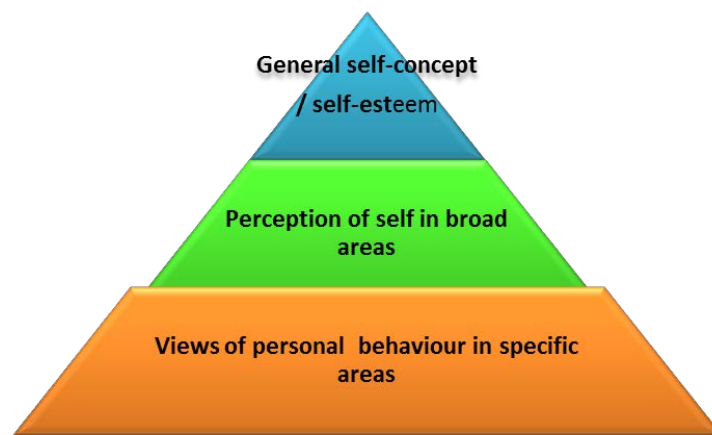 General self-concept
/ self-esteem
Perception of self in broad
areas
Views of personal behaviour in specific
areas